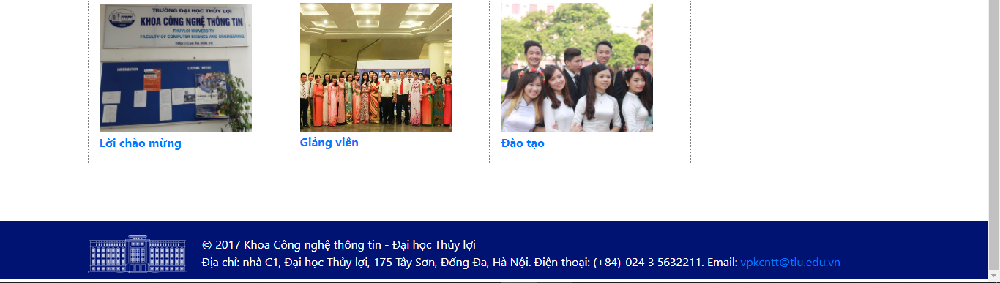 TRƯỜNG ĐẠI HỌC THỦY LỢI
KHOA CÔNG NGHỆ THÔNG TIN
THUYLOI UNIVERSITY
FACULTY OF COMPUTER SCIENCE AND ENGINEERING
http://cse.tlu.edu.vn
INFORMATION
LECTURE NOTICE
Lời chào mừng
Giảng viên
Đào tạo
© 2017 Khoa Công nghệ thông tin - Đại học Thủy lợi
Địa chỉ: nhà C1, Đại học Thủy lợi, 175 Tây Sơn, Đống Đa, Hà Nội. Điện thoại: (+84)-024 3 5632211. Email: vpkcntt@tlu.edu.vn